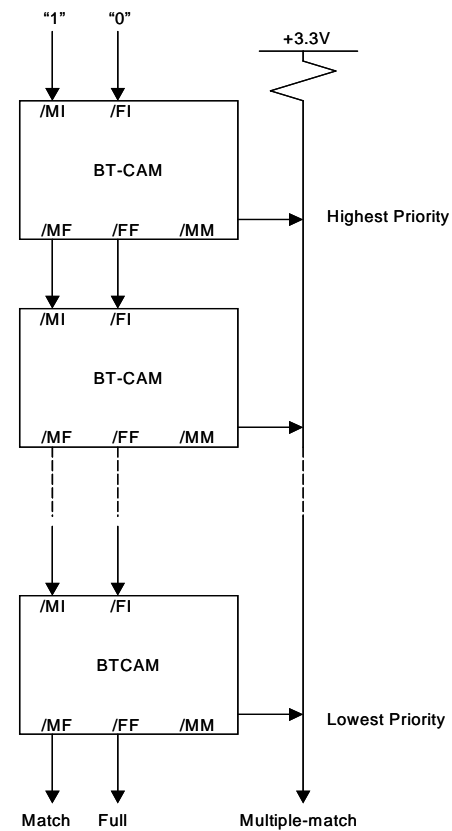 “1” “0”
+3.3V
/MI /FI
BT-CAM
Highest Priority
/MF /FF /MM
/MI /FI
BT-CAM
/MF /FF /MM
/MI /FI
BTCAM
Lowest Priority
/MF /FF /MM
Match Full Multiple-match